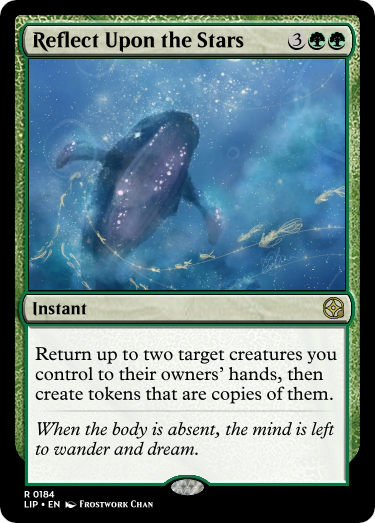 Reflect Upon the Stars 3
Instant
Return up to two target creatures you
control to their owners' hands, then
create tokens that are copies of them.
When the body is absent, the mind is left
to wander and dream.
R 0184
LIP • EN Frostwork Chan